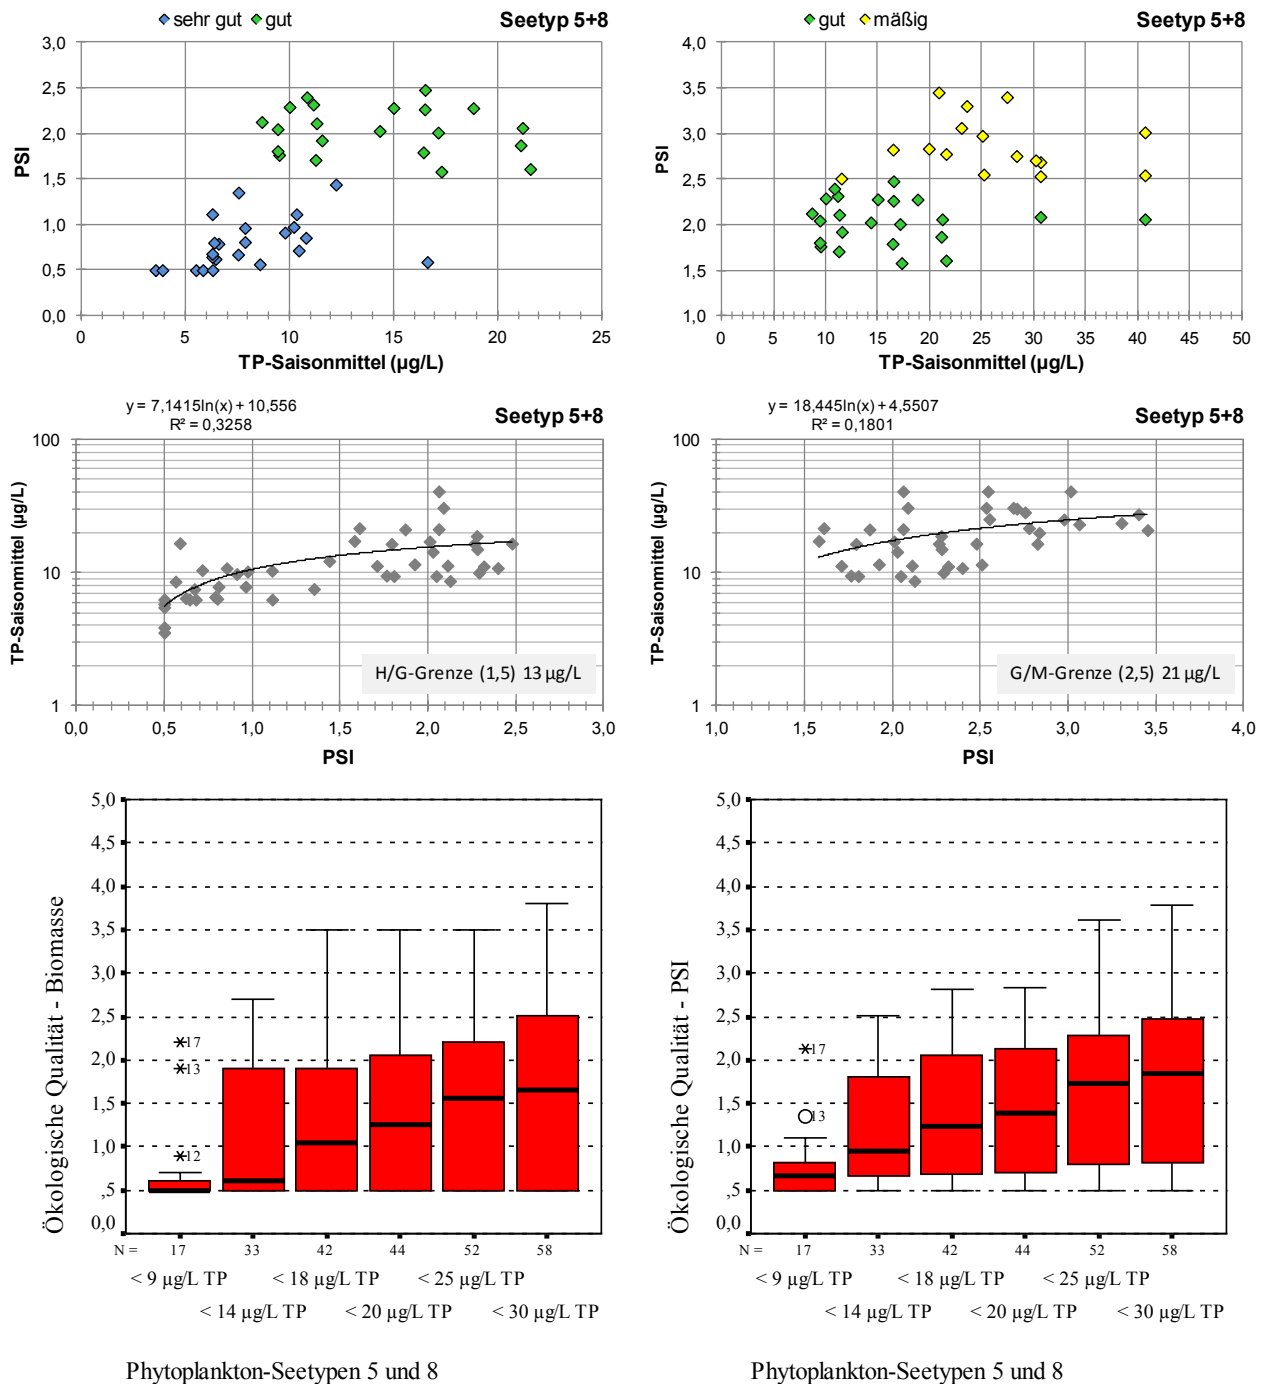 sehr gut gut Seetyp 5+8
3,0
2,5
2,0
1,5
1,0
0,5
0,0
PSI
0 5 10 15 20 25
TP-Saisonmittel (µg/L)
gut mäßig Seetyp 5+8
4,0
3,5
3,0
2,5
2,0
1,5
1,0
PSI
0 5 10 15 20 25 30 35 40 45 50
TP-Saisonmittel (µg/L)
y = 7,1415ln(x) + 10,556
R² = 0,3258
Seetyp 5+8
100
10
1
TP-Saisonmittel (µg/L)
H/G-Grenze (1,5) 13 µg/L
0,0 0,5 1,0 1,5 2,0 2,5 3,0
PSI
y = 18,445ln(x) + 4,5507
R² = 0,1801
Seetyp 5+8
100
10
1
TP-Saisonmittel (µg/L)
G/M-Grenze (2,5) 21 µg/L
1,0 1,5 2,0 2,5 3,0 3,5 4,0
PSI
5,0
4,5
4,0
3,5
3,0
2,5
2,0
1,5
1,0
,5
0,0
Ökologische Qualität - Biomasse
17
13
12
N = 17 33 42 44 52 58
< 9 µg/L TP < 18 µg/L TP < 25 µg/L TP
< 14 µg/L TP < 20 µg/L TP < 30 µg/L TP
Phytoplankton-Seetypen 5 und 8
5,0
4,5
4,0
3,5
3,0
2,5
2,0
1,5
1,0
,5
0,0
Ökologische Qualität - PSI
17
13
N = 17 33 42 44 52 58
< 9 µg/L TP < 18 µg/L TP < 25 µg/L TP
< 14 µg/L TP < 20 µg/L TP < 30 µg/L TP
Phytoplankton-Seetypen 5 und 8